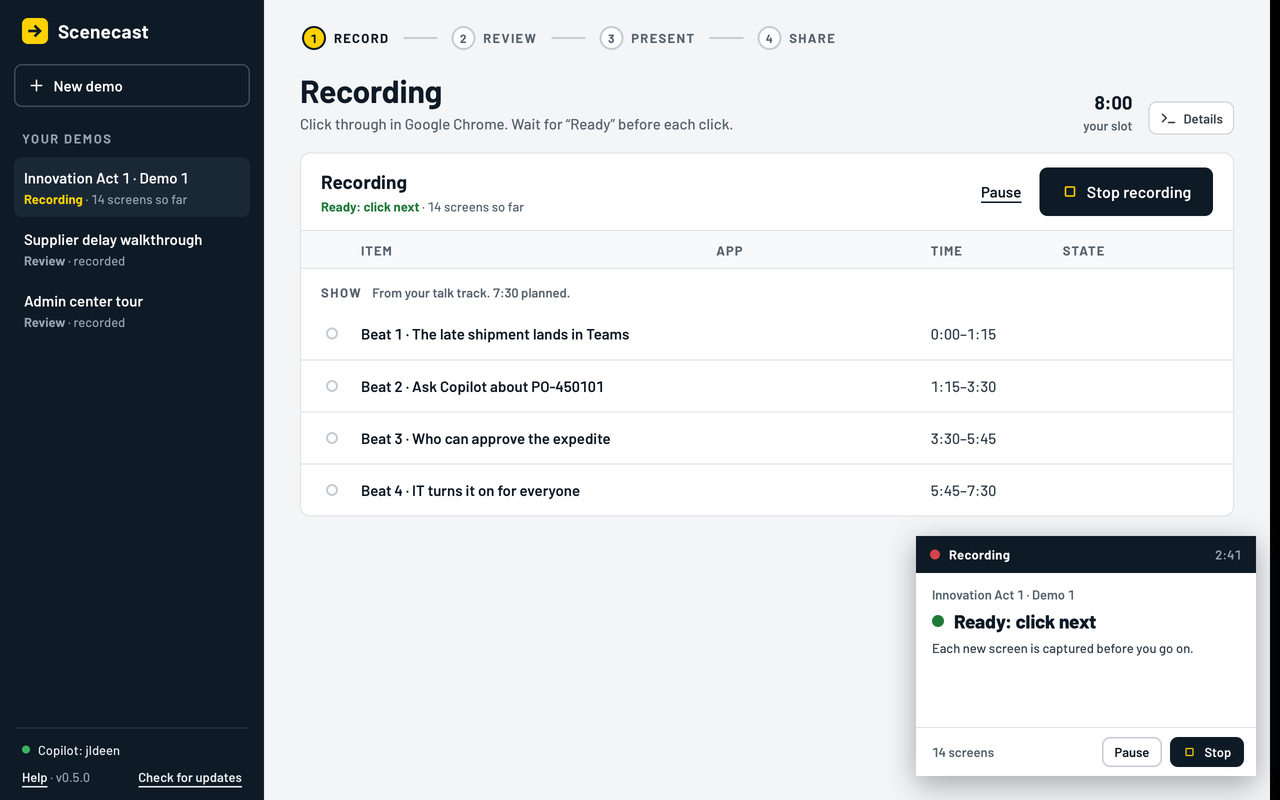 Scenecast
New demo
YOUR DEMOS
Innovation Act 1 · Demo 1
Recording · 14 screens so far
Supplier delay walkthrough
Review · recorded
Admin center tour
Review · recorded
Copilot: jldeen
Help · v0.5.0
Check for updates
1 RECORD 2 REVIEW 3 PRESENT 4 SHARE
Recording
Click through in Google Chrome. Wait for “Ready” before each click.
8:00
your slot
Details
Recording
Ready: click next · 14 screens so far
Pause
Stop recording
ITEM APP TIME STATE
SHOW From your talk track. 7:30 planned.
Beat 1 · The late shipment lands in Teams 0:00–1:15
Beat 2 · Ask Copilot about PO-450101 1:15–3:30
Beat 3 · Who can approve the expedite 3:30–5:45
Beat 4 · IT turns it on for everyone 5:45–7:30
Recording 2:41
Innovation Act 1 · Demo 1
Ready: click next
Each new screen is captured before you go on.
14 screens Pause Stop